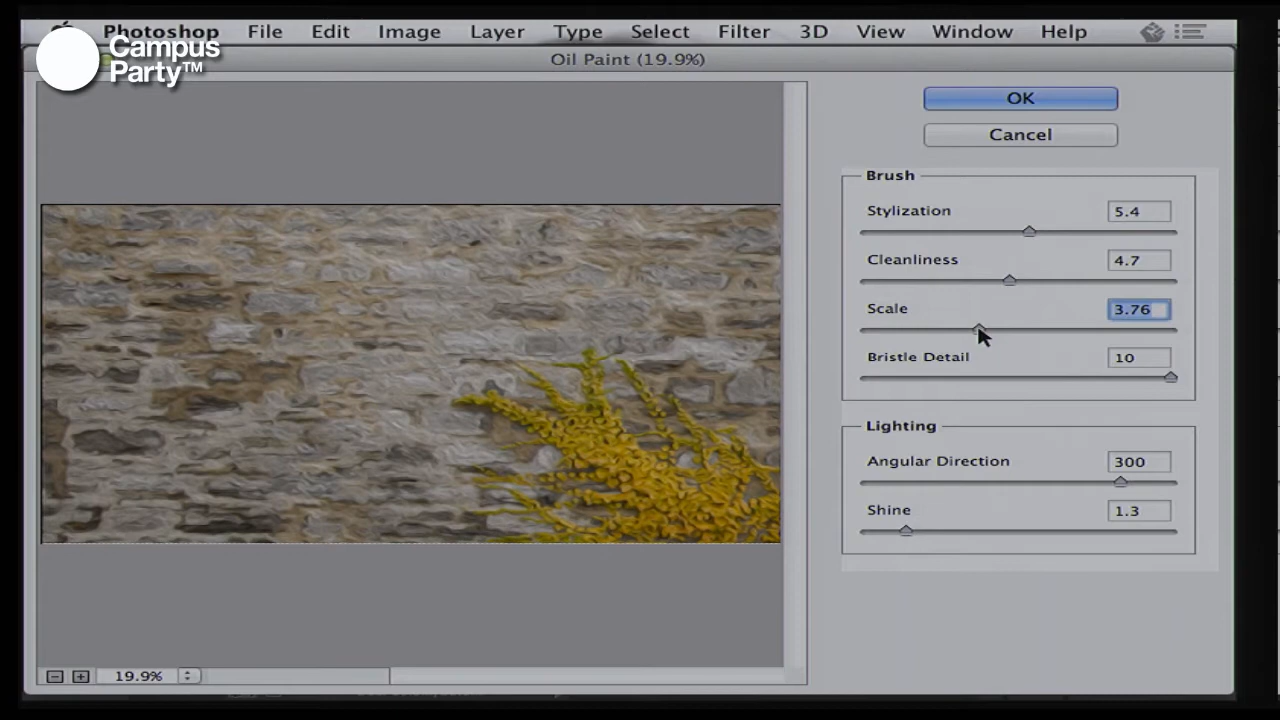 Photoshop File Edit Image Layer Type Select Filter 3D View Window Help
Campus
Party™
Oil Paint (19.9%)
OK
Cancel
Brush
Stylization 5.4
Cleanliness 4.7
Scale 3.76
Bristle Detail 10
Lighting
Angular Direction 300
Shine 1.3
19.9%